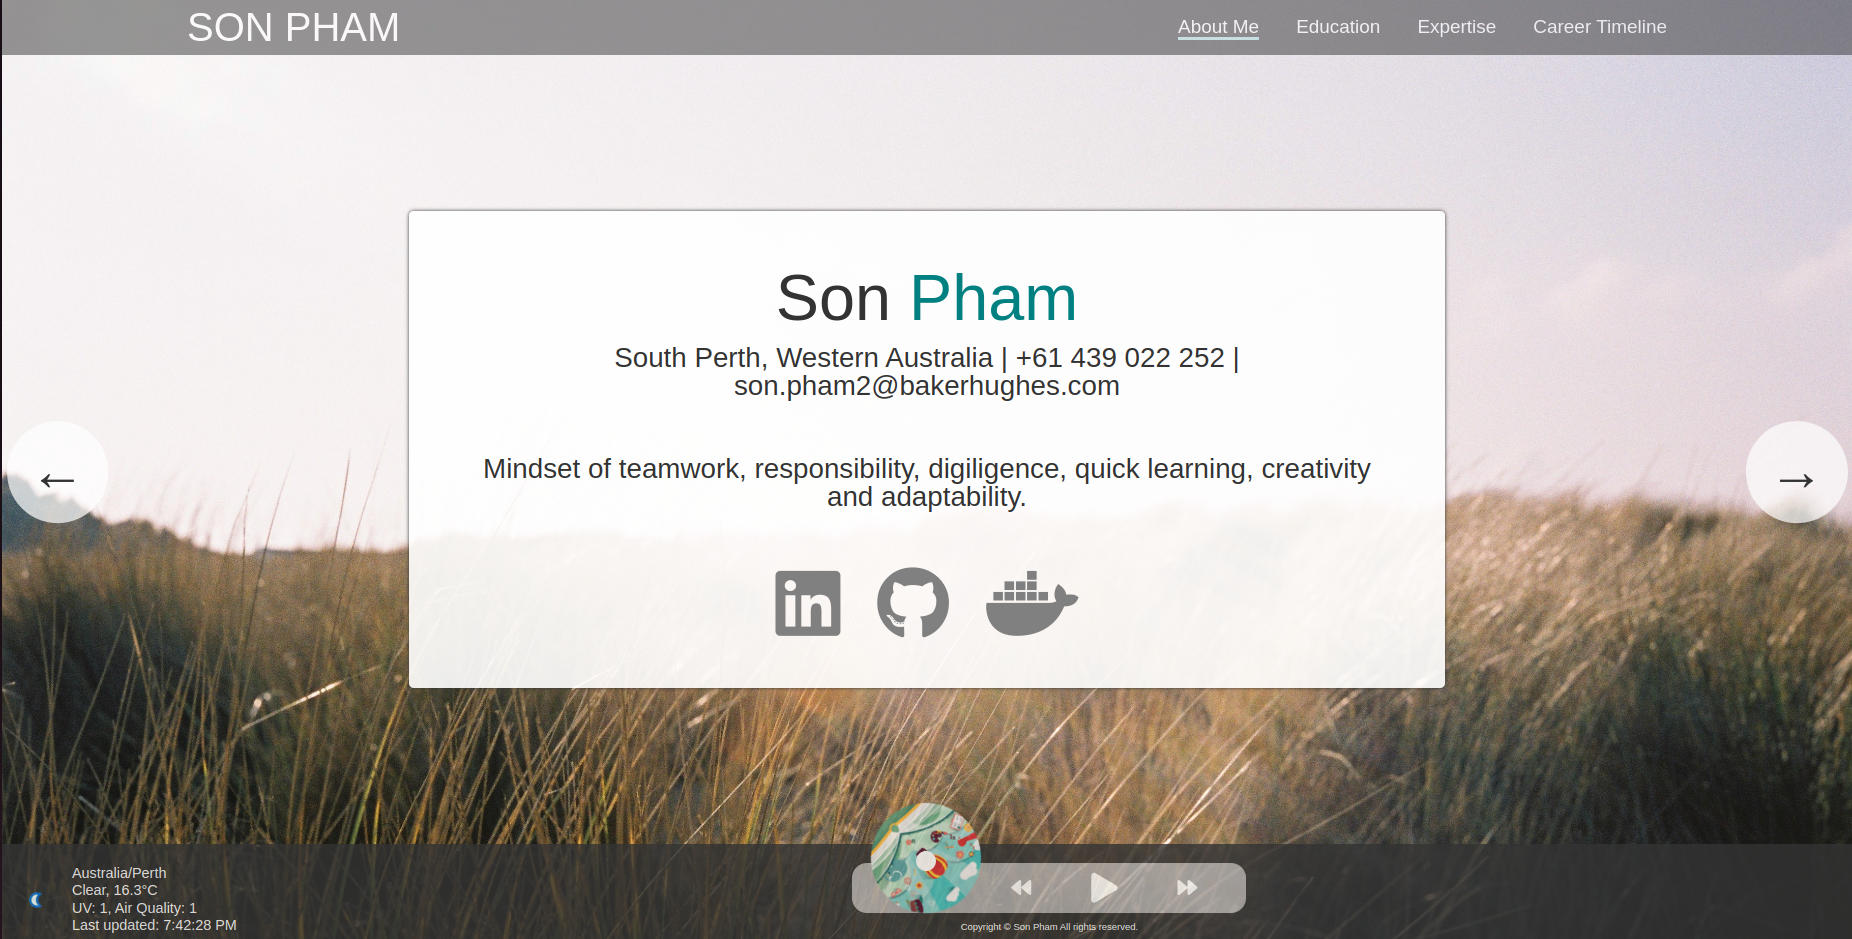 SON PHAM
About Me Education Expertise Career Timeline
Son Pham
South Perth, Western Australia | +61 439 022 252 |
son.pham2@bakerhughes.com
Mindset of teamwork, responsibility, digiligence, quick learning, creativity
and adaptability.
in
←
→
Australia/Perth
Clear, 16.3°C
UV: 1, Air Quality: 1
Last updated: 7:42:28 PM
Copyright © Son Pham All rights reserved.